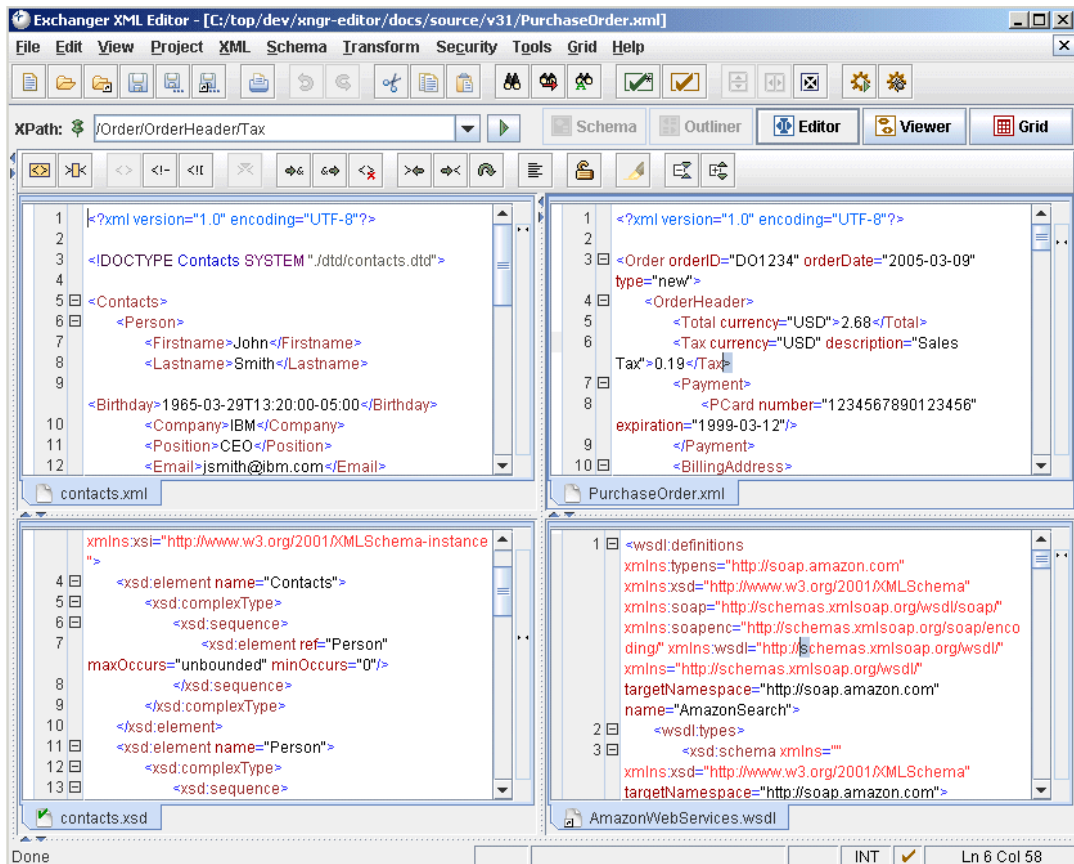 Exchanger XML Editor - [C:/top/dev/xngr-editor/docs/source/v31/PurchaseOrder.xml]
File Edit View Project XML Schema Transform Security Tools Grid Help
XPath: /Order/OrderHeader/Tax
Schema Outliner Editor Viewer Grid
1 <?xml version="1.0" encoding="UTF-8"?>
2
3 <!DOCTYPE Contacts SYSTEM "./dtd/contacts.dtd">
4
5 <Contacts>
6 <Person>
7 <Firstname>John</Firstname>
8 <Lastname>Smith</Lastname>
9
<Birthday>1965-03-29T13:20:00-05:00</Birthday>
10 <Company>IBM</Company>
11 <Position>CEO</Position>
12 <Email>jsmith@ibm.com</Email>
contacts.xml
1 <?xml version="1.0" encoding="UTF-8"?>
2
3 <Order orderID="DO1234" orderDate="2005-03-09"
type="new">
4 <OrderHeader>
5 <Total currency="USD">2.68</Total>
6 <Tax currency="USD" description="Sales
Tax">0.19</Tax>
7 <Payment>
8 <PCard number="1234567890123456"
expiration="1999-03-12"/>
9 </Payment>
10 <BillingAddress>
PurchaseOrder.xml
xmlns:xsi="http://www.w3.org/2001/XMLSchema-instance
">
4 <xsd:element name="Contacts">
5 <xsd:complexType>
6 <xsd:sequence>
7 <xsd:element ref="Person"
maxOccurs="unbounded" minOccurs="0"/>
8 </xsd:sequence>
9 </xsd:complexType>
10 </xsd:element>
11 <xsd:element name="Person">
12 <xsd:complexType>
13 <xsd:sequence>
contacts.xsd
1 <wsdl:definitions
xmlns:typens="http://soap.amazon.com"
xmlns:xsd="http://www.w3.org/2001/XMLSchema"
xmlns:soap="http://schemas.xmlsoap.org/wsdl/soap/"
xmlns:soapenc="http://schemas.xmlsoap.org/soap/enco
ding/" xmlns:wsdl="http://schemas.xmlsoap.org/wsdl/"
xmlns="http://schemas.xmlsoap.org/wsdl/"
targetNamespace="http://soap.amazon.com"
name="AmazonSearch">
2 <wsdl:types>
3 <xsd:schema xmlns=""
xmlns:xsd="http://www.w3.org/2001/XMLSchema"
targetNamespace="http://soap.amazon.com">
AmazonWebServices.wsdl
Done INT Ln 6 Col 58